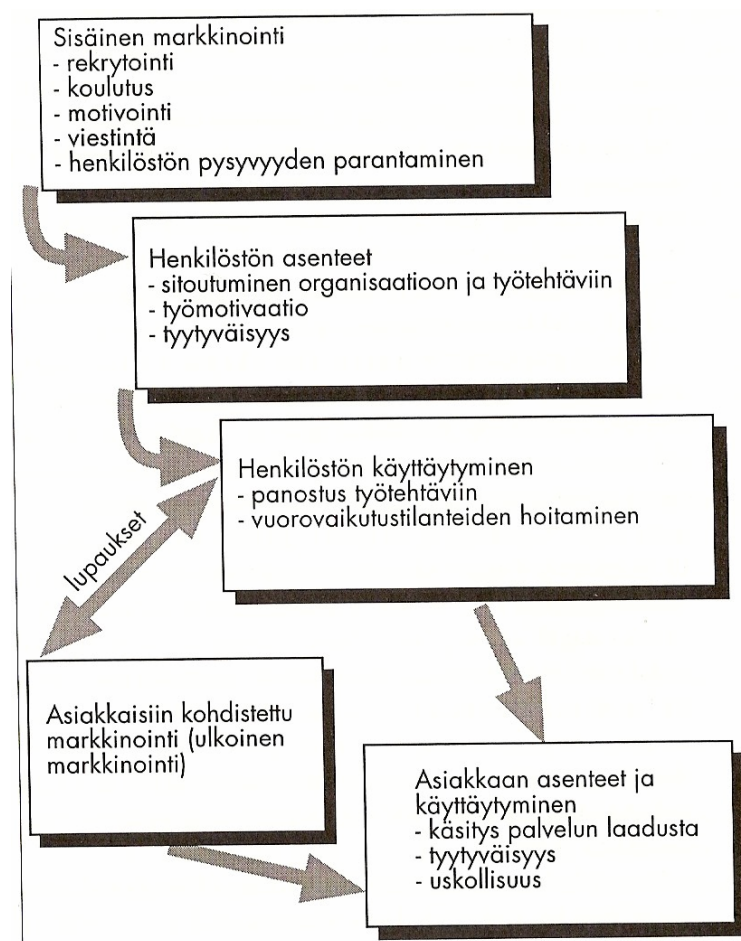 Sisäinen markkinointi
- rekrytointi
- koulutus
- motivointi
- viestintä
- henkilöstön pysyvyyden parantaminen
Henkilöstön asenteet
- sitoutuminen organisaatioon ja työtehtäviin
- työmotivaatio
- tyytyväisyys
Henkilöstön käyttäytyminen
- panostus työtehtäviin
- vuorovaikutustilanteiden hoitaminen
lupaukset
Asiakkaisiin kohdistettu
markkinointi (ulkoinen
markkinointi)
Asiakkaan asenteet ja
käyttäytyminen
- käsitys palvelun laadusta
- tyytyväisyys
- uskollisuus